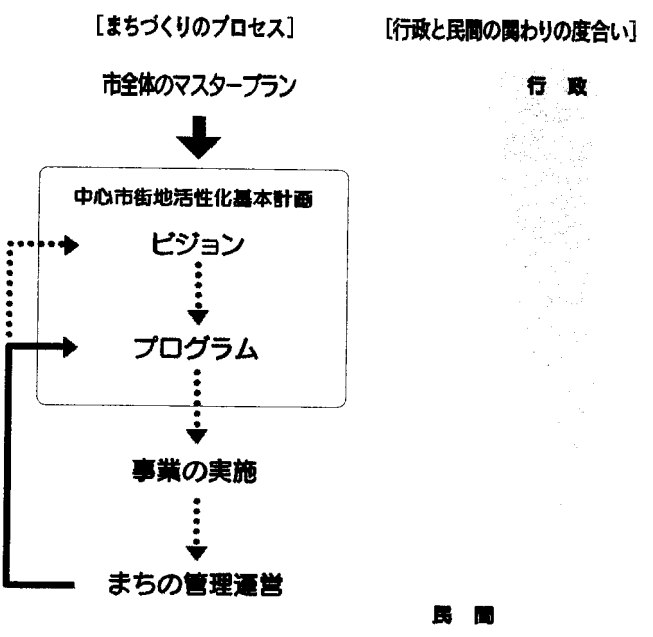 [まちづくりのプロセス]
[行政と民間の関わりの度合い]
市全体のマスタープラン
行 政
中心市街地活性化基本計画
ビジョン
プログラム
事業の実施
まちの管理運営
民 間